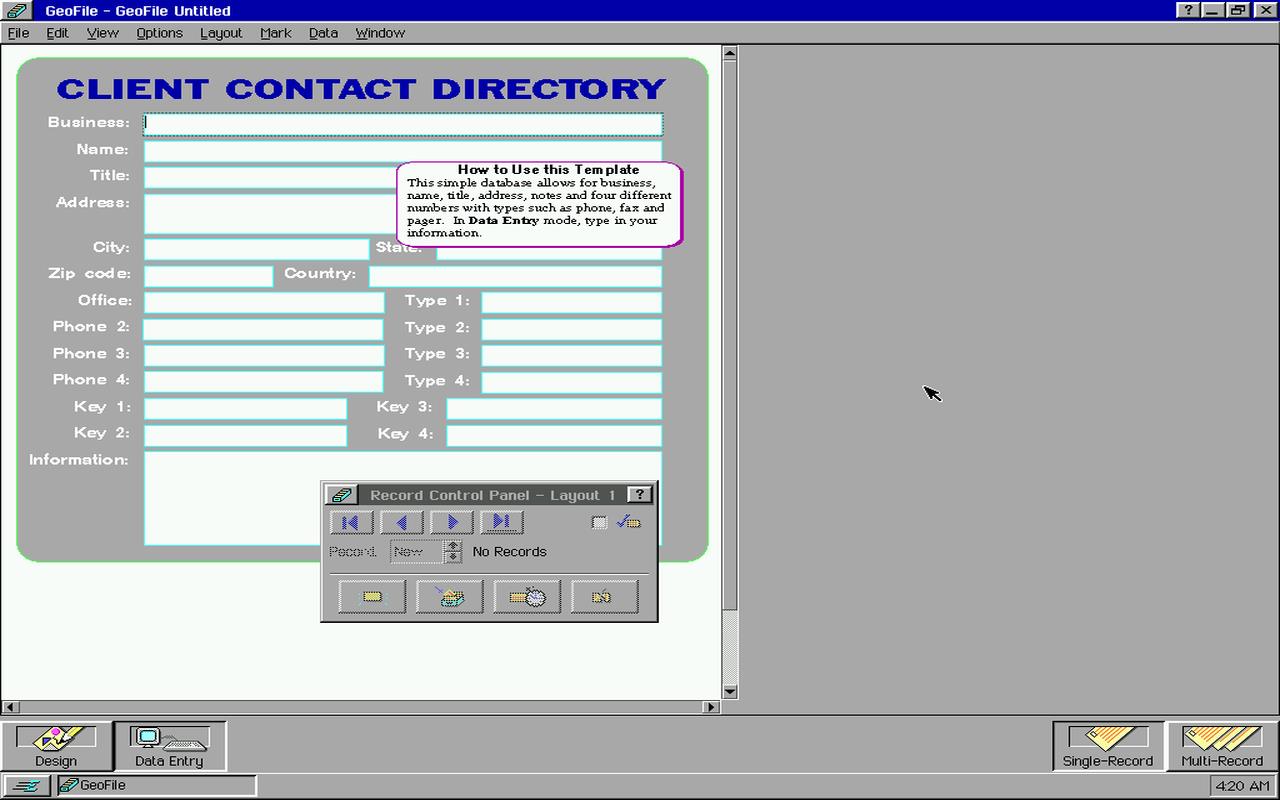 GeoFile - GeoFile Untitled
?
File Edit View Options Layout Mark Data Window
CLIENT CONTACT DIRECTORY
Business:
Name:
How to Use this Template
This simple database allows for business,
name, title, address, notes and four different
numbers with types such as phone, fax and
pager. In Data Entry mode, type in your
information.
Title:
Address:
City: State:
Zip code: Country:
Office: Type 1:
Phone 2: Type 2:
Phone 3: Type 3:
Phone 4: Type 4:
Key 1: Key 3:
Key 2: Key 4:
Information:
Record Control Panel - Layout 1 ?
Record: New No Records
Design Data Entry Single-Record Multi-Record
GeoFile 4:20 AM